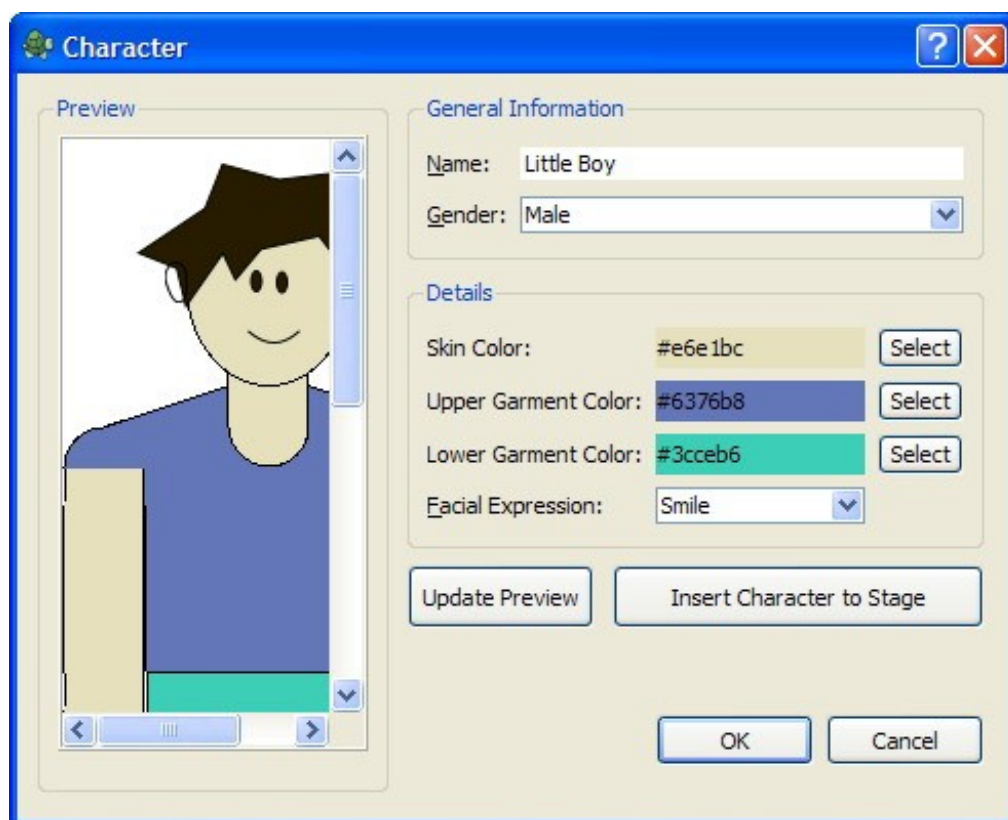 Character
Preview
General Information
Name: Little Boy
Gender: Male
Details
Skin Color: #e6e1bc Select
Upper Garment Color: #6376b8 Select
Lower Garment Color: #3cceb6 Select
Facial Expression: Smile
Update Preview Insert Character to Stage
OK Cancel